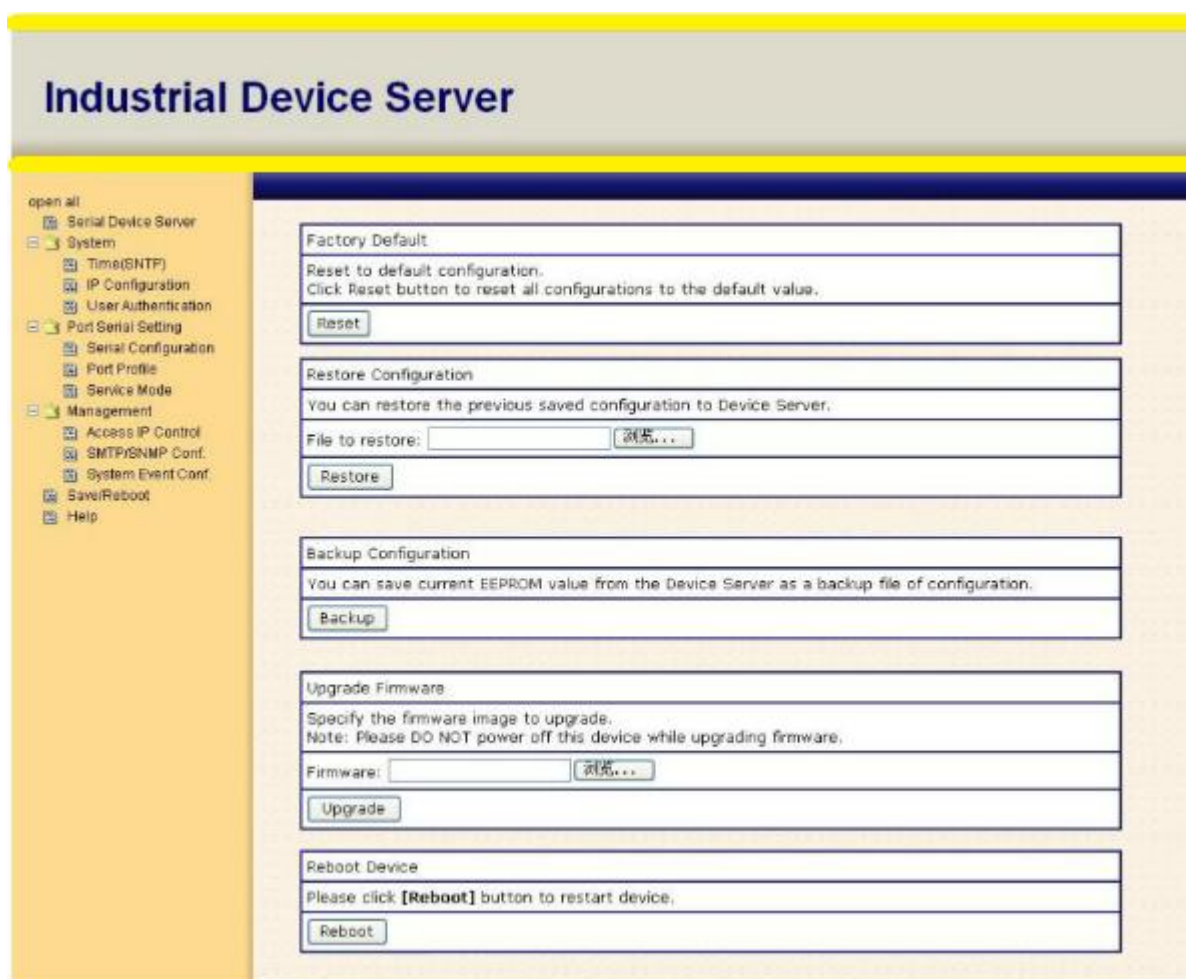 Industrial Device Server
open all
Serial Device Server
System
Time(SNTP)
IP Configuration
User Authentication
Port Serial Setting
Serial Configuration
Port Profile
Service Mode
Management
Access IP Control
SMTP/SNMP Conf.
System Event Conf.
Save/Reboot
Help
Factory Default
Reset to default configuration.
Click Reset button to reset all configurations to the default value.
Reset
Restore Configuration
You can restore the previous saved configuration to Device Server.
File to restore: 浏览...
Restore
Backup Configuration
You can save current EEPROM value from the Device Server as a backup file of configuration.
Backup
Upgrade Firmware
Specify the firmware image to upgrade.
Note: Please DO NOT power off this device while upgrading firmware.
Firmware: 浏览...
Upgrade
Reboot Device
Please click [Reboot] button to restart device.
Reboot